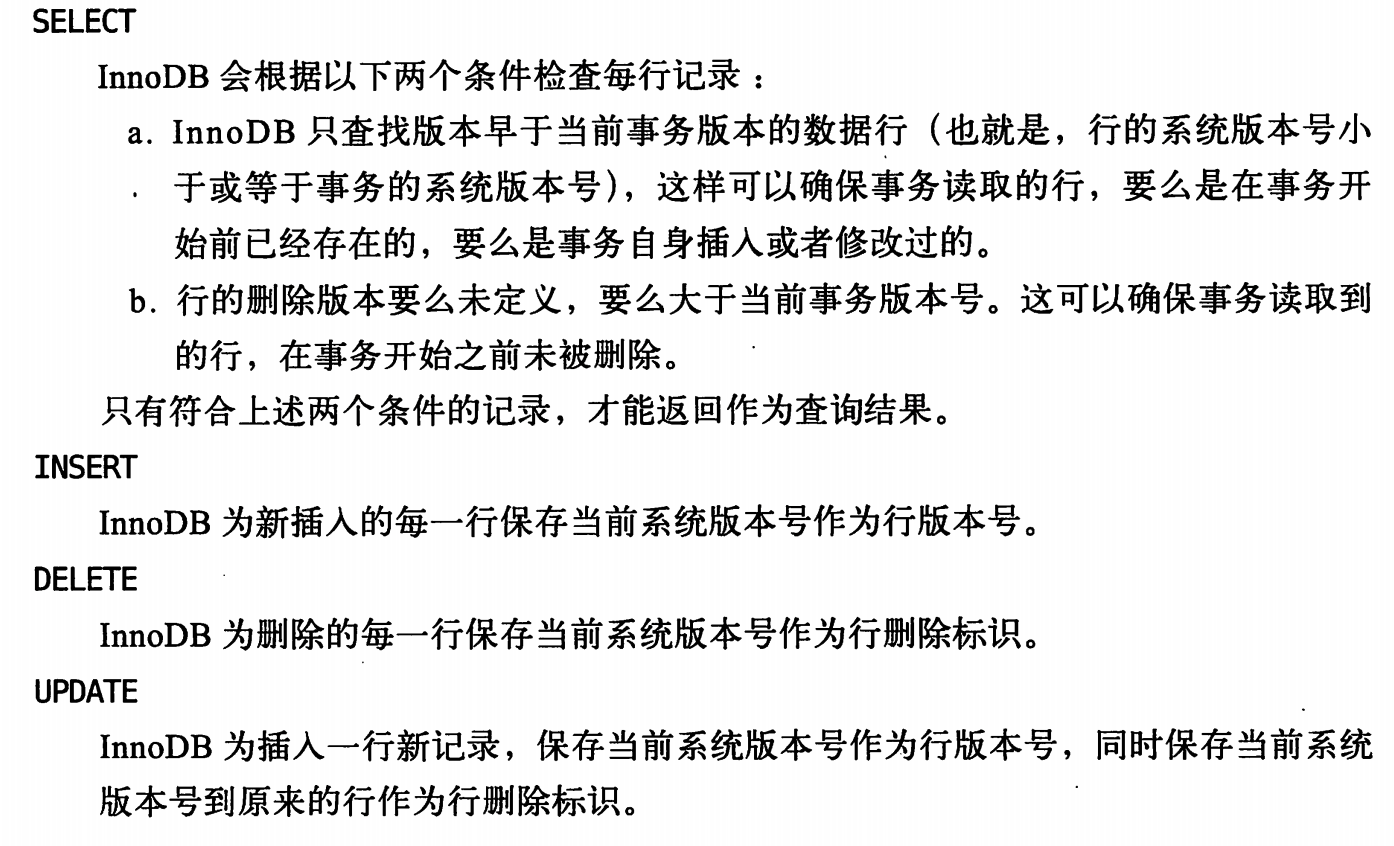 SELECT
InnoDB 会根据以下两个条件检查每行记录：
a. InnoDB 只查找版本早于当前事务版本的数据行（也就是，行的系统版本号小
于或等于事务的系统版本号），这样可以确保事务读取的行，要么是在事务开
始前已经存在的，要么是事务自身插入或者修改过的。
b. 行的删除版本要么未定义，要么大于当前事务版本号。这可以确保事务读取到
的行，在事务开始之前未被删除。
只有符合上述两个条件的记录，才能返回作为查询结果。
INSERT
InnoDB 为新插入的每一行保存当前系统版本号作为行版本号。
DELETE
InnoDB 为删除的每一行保存当前系统版本号作为行删除标识。
UPDATE
InnoDB 为插入一行新记录，保存当前系统版本号作为行版本号，同时保存当前系统
版本号到原来的行作为行删除标识。